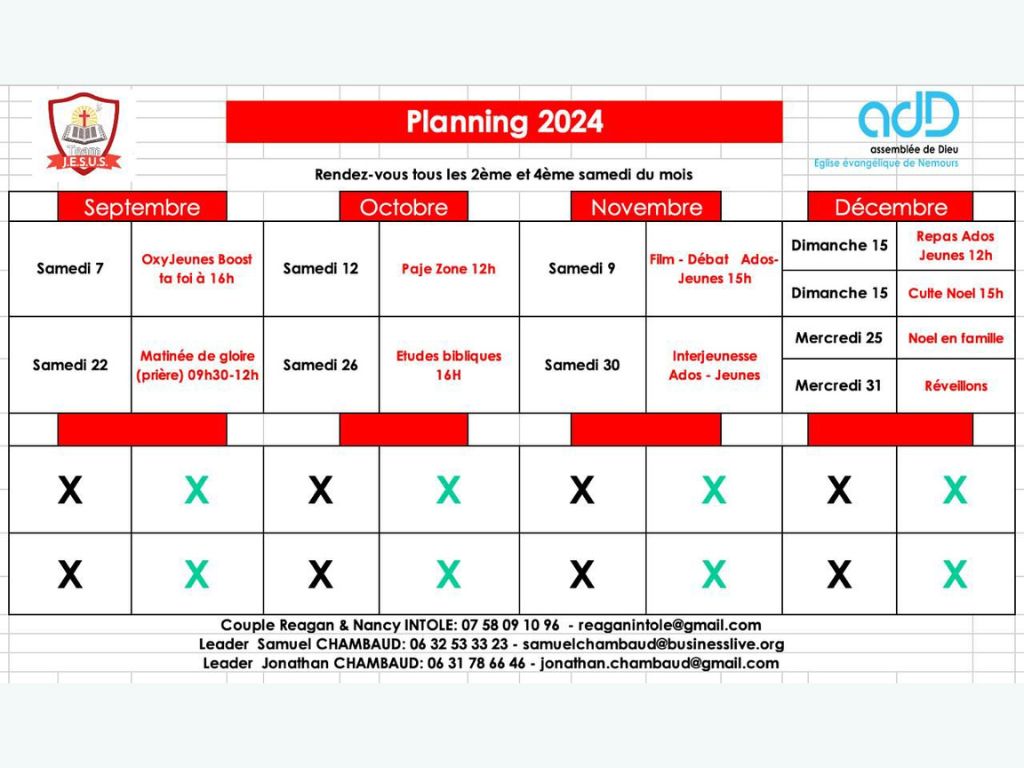 Team
J.E.S.U.S.
Planning 2024
adD
assemblée de Dieu
Eglise évangélique de Nemours
Rendez-vous tous les 2ème et 4ème samedi du mois
Septembre Octobre Novembre Décembre
Samedi 7
OxyJeunes Boost
ta foi à 16h
Samedi 12
Paje Zone 12h
Samedi 9
Film - Débat Ados-
Jeunes 15h
Dimanche 15
Repas Ados
Jeunes 12h
Dimanche 15
Culte Noel 15h
Samedi 22
Matinée de gloire
(prière) 09h30-12h
Samedi 26
Etudes bibliques
16H
Samedi 30
Interjeunesse
Ados - Jeunes
Mercredi 25
Noel en famille
Mercredi 31
Réveillons
X X X X X X X X
X X X X X X X X
Couple Reagan & Nancy INTOLE: 07 58 09 10 96 - reaganintole@gmail.com
Leader Samuel CHAMBAUD: 06 32 53 33 23 - samuelchambaud@businesslive.org
Leader Jonathan CHAMBAUD: 06 31 78 66 46 - jonathan.chambaud@gmail.com